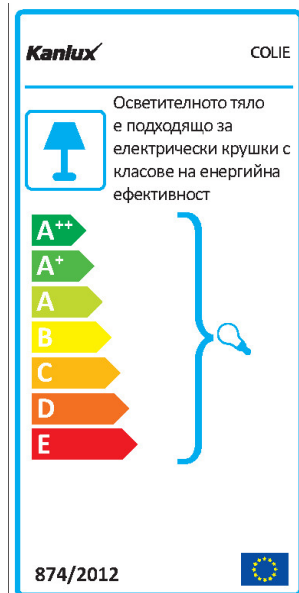 Kanlux COLIE
Осветителното тяло
е подходящо за
електрически крушки с
класове на енергийна
ефективност
A++
A+
A
B
C
D
E
874/2012